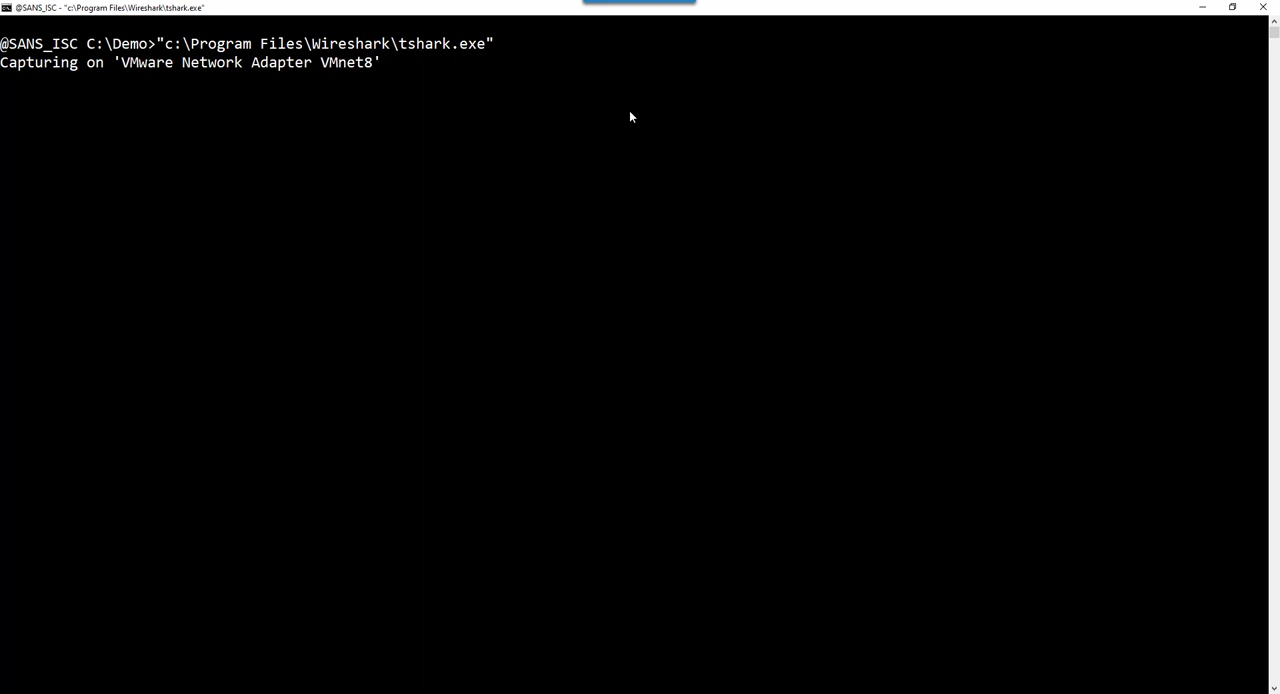 @SANS_ISC - "c:\Program Files\Wireshark\tshark.exe"
@SANS_ISC C:\Demo>"c:\Program Files\Wireshark\tshark.exe"
Capturing on 'VMware Network Adapter VMnet8'